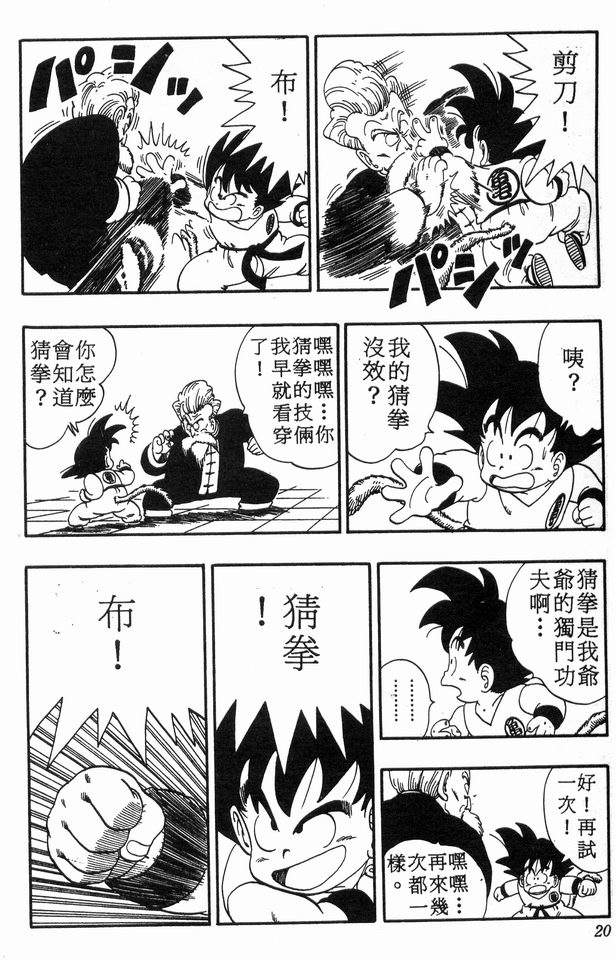 剪刀！
パシッ
龜
布！
パシッ
咦？
我的猜拳
沒效？
嘿嘿嘿…你
猜拳的技倆
我早就看穿
了！
你怎麼
會知道
猜拳？
猜拳是我爺
爺的獨門功
夫啊…
………
好！再試
一次！
嘿嘿…
再來幾
次都一
樣。
猜拳
！
布！
20